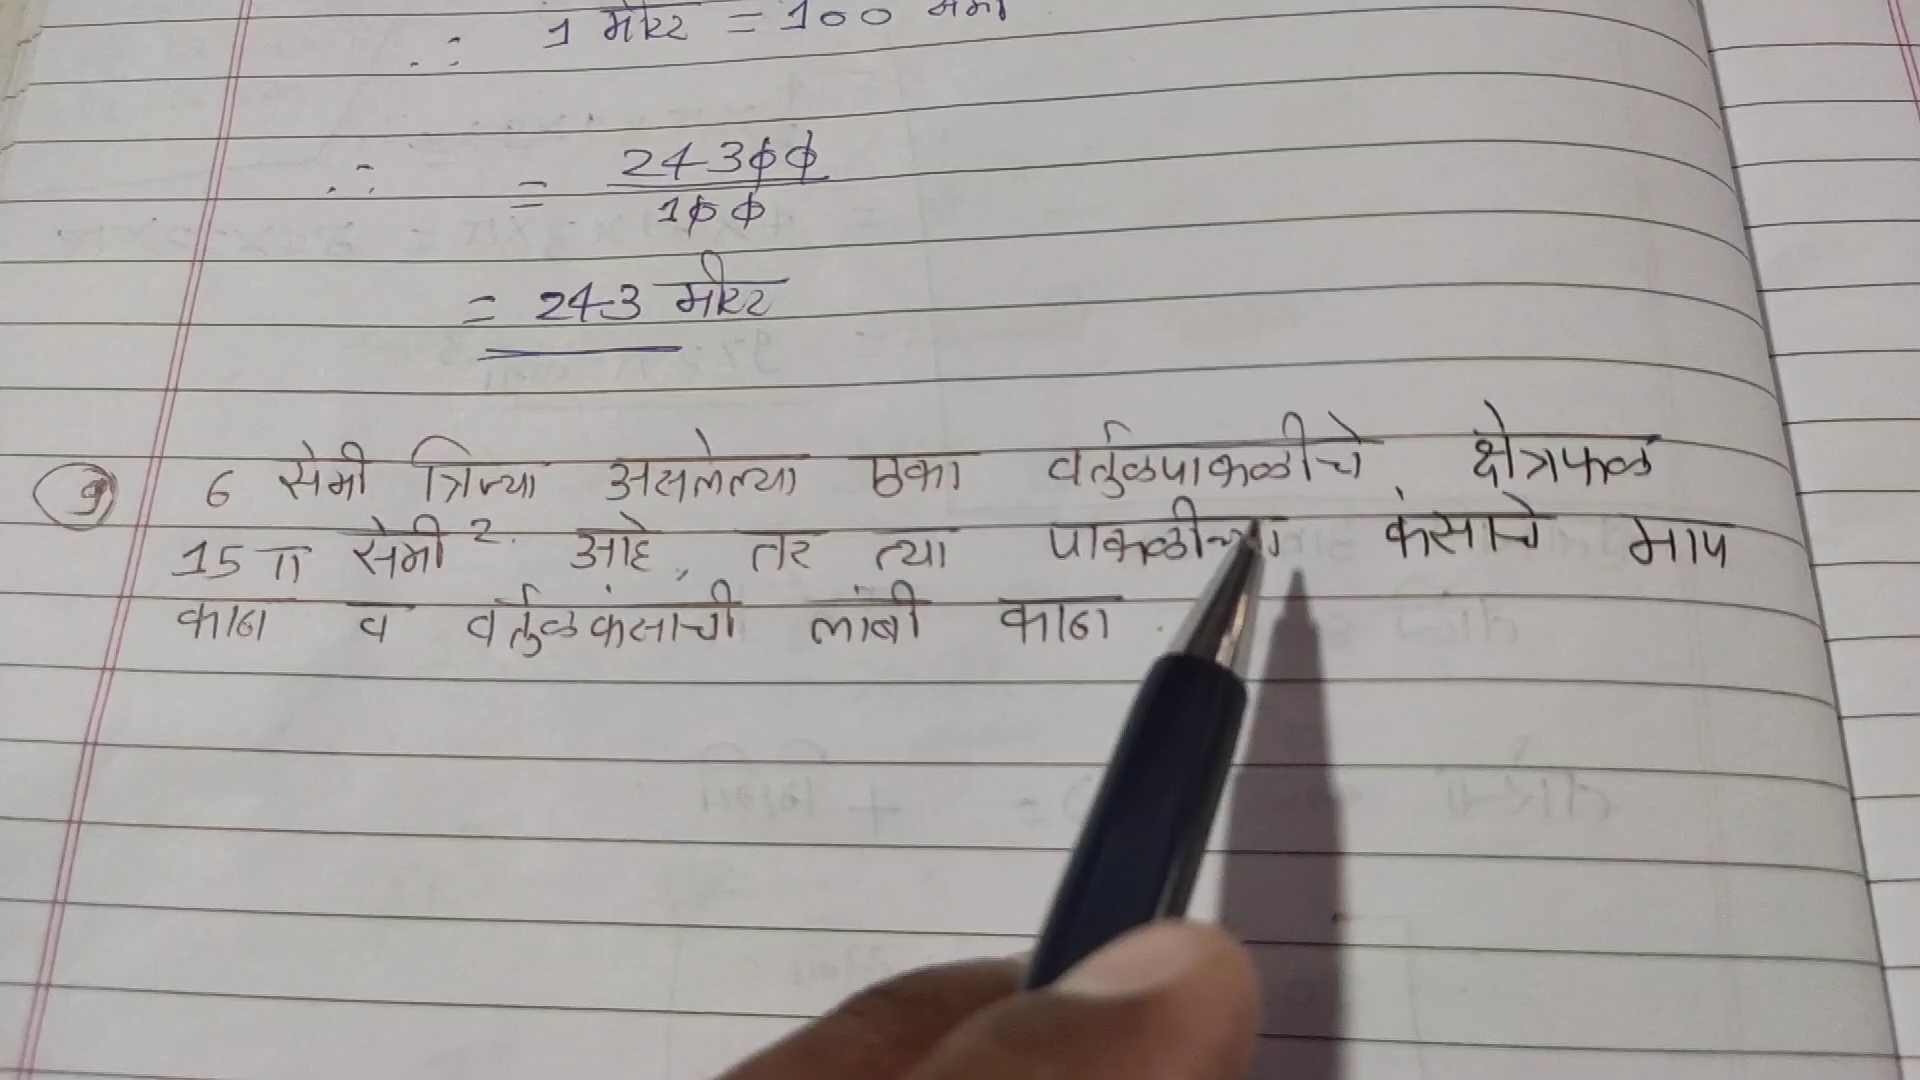 ∴ 1 मीटर = 100 सेमी
∴ = 24300 / 100
= 243 मीटर
9) 6 सेमी त्रिज्या असलेल्या एका वर्तुळपाकळीचे क्षेत्रफळ
15π सेमी². आहे, तर त्या पाकळीच्या कंसाचे माप
काढा व वर्तुळकंसाची लांबी काढा